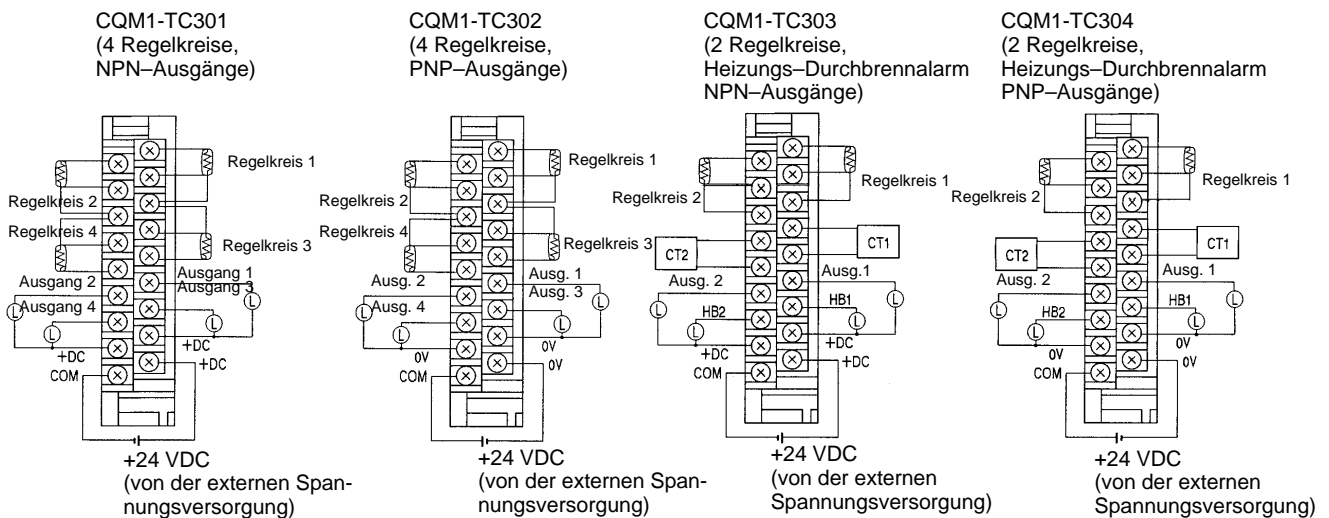 CQM1-TC301
(4 Regelkreise,
NPN–Ausgänge)
Regelkreis 1
Regelkreis 2
Regelkreis 4
Regelkreis 3
Ausgang 1
Ausgang 2
Ausgang 3
Ausgang 4
L
L
L
L
+DC
+DC
+DC
COM
+24 VDC
(von der externen Span-
nungsversorgung)
CQM1-TC302
(4 Regelkreise,
PNP–Ausgänge)
Regelkreis 1
Regelkreis 2
Regelkreis 4
Regelkreis 3
Ausg. 1
Ausg. 2
Ausg. 3
Ausg. 4
L
L
L
L
0V
0V
0V
COM
+24 VDC
(von der externen Span-
nungsversorgung)
CQM1-TC303
(2 Regelkreise,
Heizungs–Durchbrennalarm
NPN–Ausgänge)
Regelkreis 1
Regelkreis 2
CT1
CT2
Ausg.1
Ausg. 2
HB1
HB2
L
L
L
L
+DC
+DC
+DC
COM
+24 VDC
(von der externen
Spannungsversorgung)
CQM1-TC304
(2 Regelkreise,
Heizungs–Durchbrennalarm
PNP–Ausgänge)
Regelkreis 1
Regelkreis 2
CT1
CT2
Ausg. 1
Ausg. 2
HB1
HB2
L
L
L
L
0V
0V
0V
COM
+24 VDC
(von der externen
Spannungsversorgung)